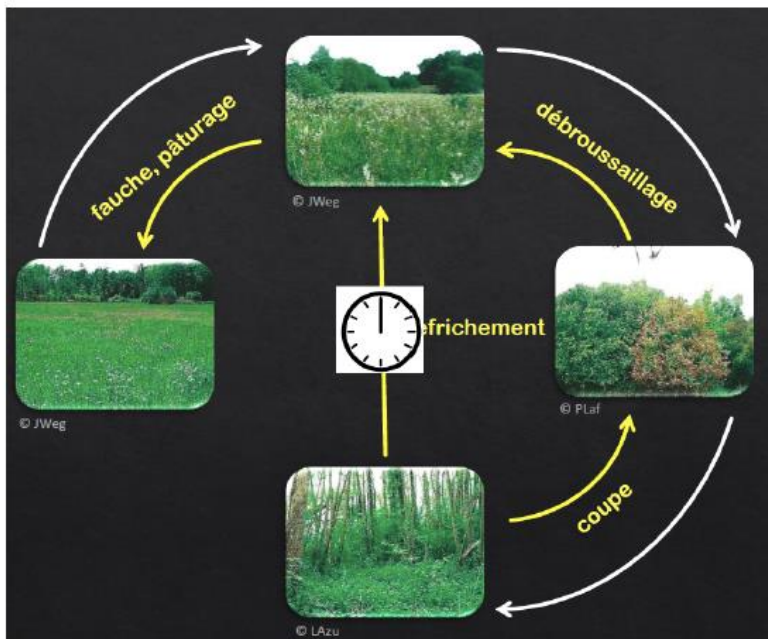 fauche, pâturage
débroussaillage
© JWeg
efrichement
© JWeg
© PLaf
coupe
© LAzu